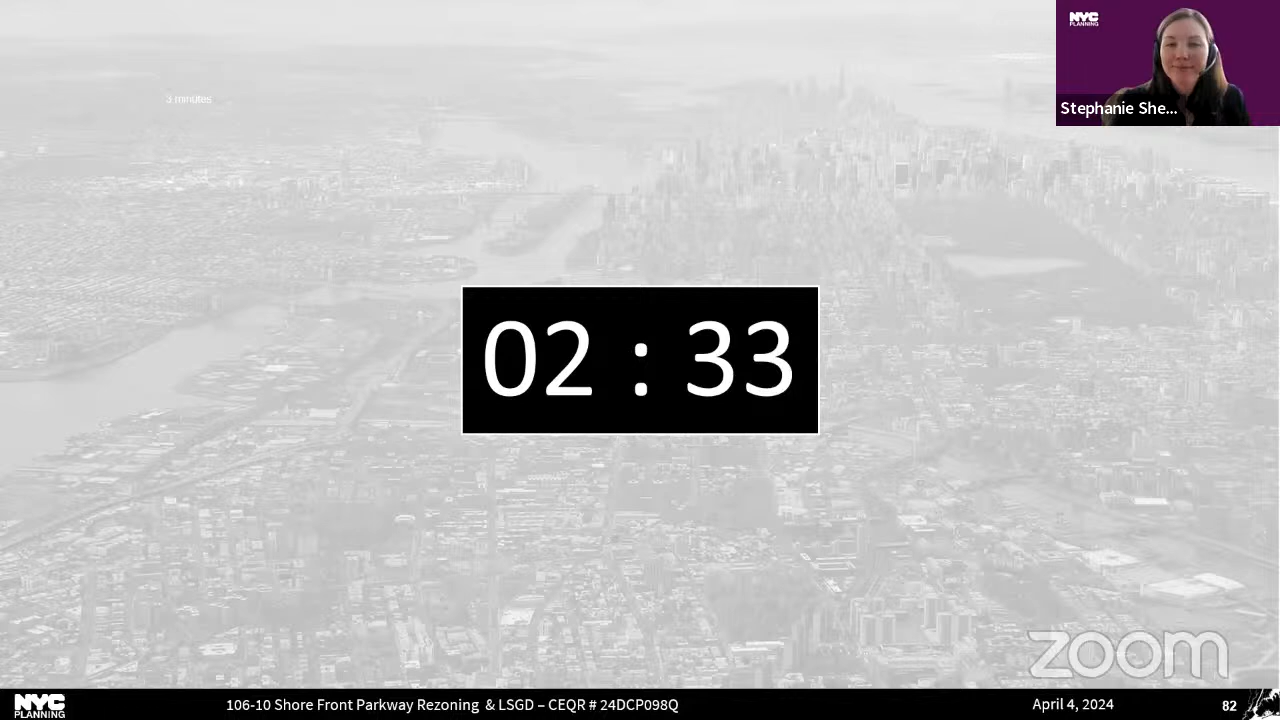 NYC
PLANNING
Stephanie She...
3 minutes
02 : 33
zoom
NYC
PLANNING
106-10 Shore Front Parkway Rezoning & LSGD – CEQR # 24DCP098Q
April 4, 2024
82